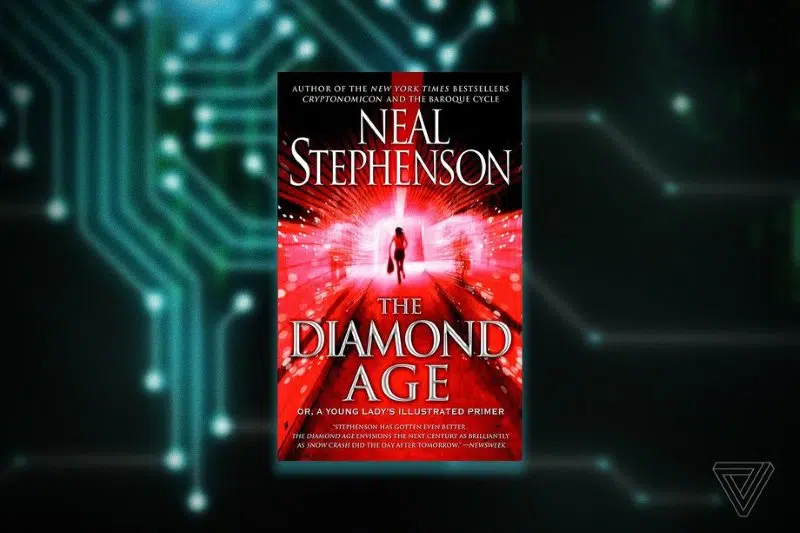 AUTHOR OF THE NEW YORK TIMES BESTSELLERS
CRYPTONOMICON AND THE BAROQUE CYCLE
NEAL
STEPHENSON
THE
DIAMOND
AGE
OR, A YOUNG LADY'S ILLUSTRATED PRIMER
"STEPHENSON HAS GOTTEN EVEN BETTER.
THE DIAMOND AGE ENVISIONS THE NEXT CENTURY AS BRILLIANTLY
AS SNOW CRASH DID THE DAY AFTER TOMORROW." —NEWSWEEK